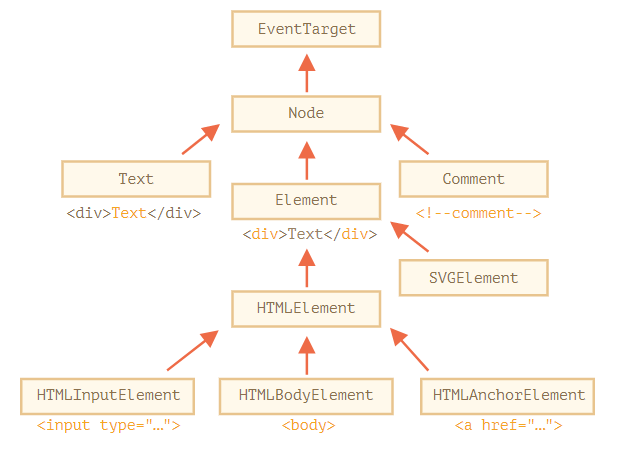 EventTarget
Node
Text
<div>Text</div>
Element
<div>Text</div>
Comment
<!--comment-->
SVGElement
HTMLElement
HTMLInputElement
<input type="…">
HTMLBodyElement
<body>
HTMLAnchorElement
<a href="…">